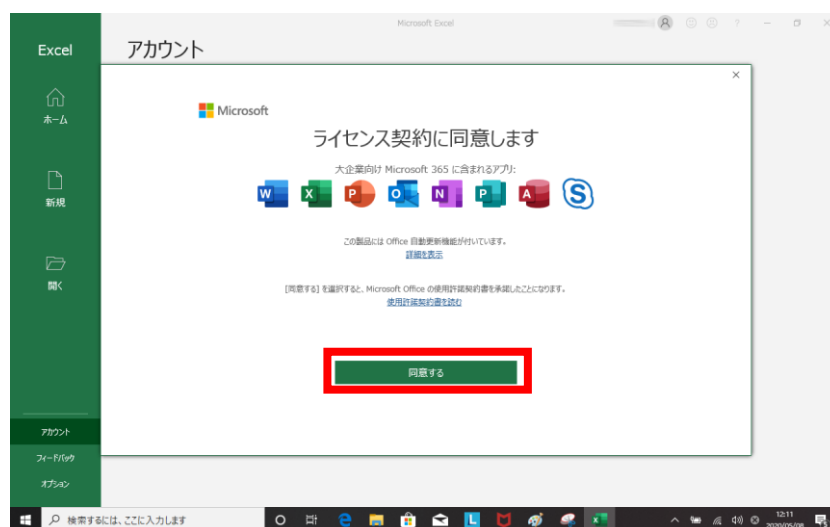 Microsoft Excel
Excel
アカウント
ホーム
新規
開く
アカウント
フィードバック
オプション
Microsoft
ライセンス契約に同意します
大企業向け Microsoft 365 に含まれるアプリ:
W X P O N P A S
この製品には Office 自動更新機能が付いています。
詳細を表示
[同意する] を選択すると、Microsoft Office の使用許諾契約書を承諾したことになります。
使用許諾契約書を読む
同意する
検索するには、ここに入力します
L
12:11
2020/05/08